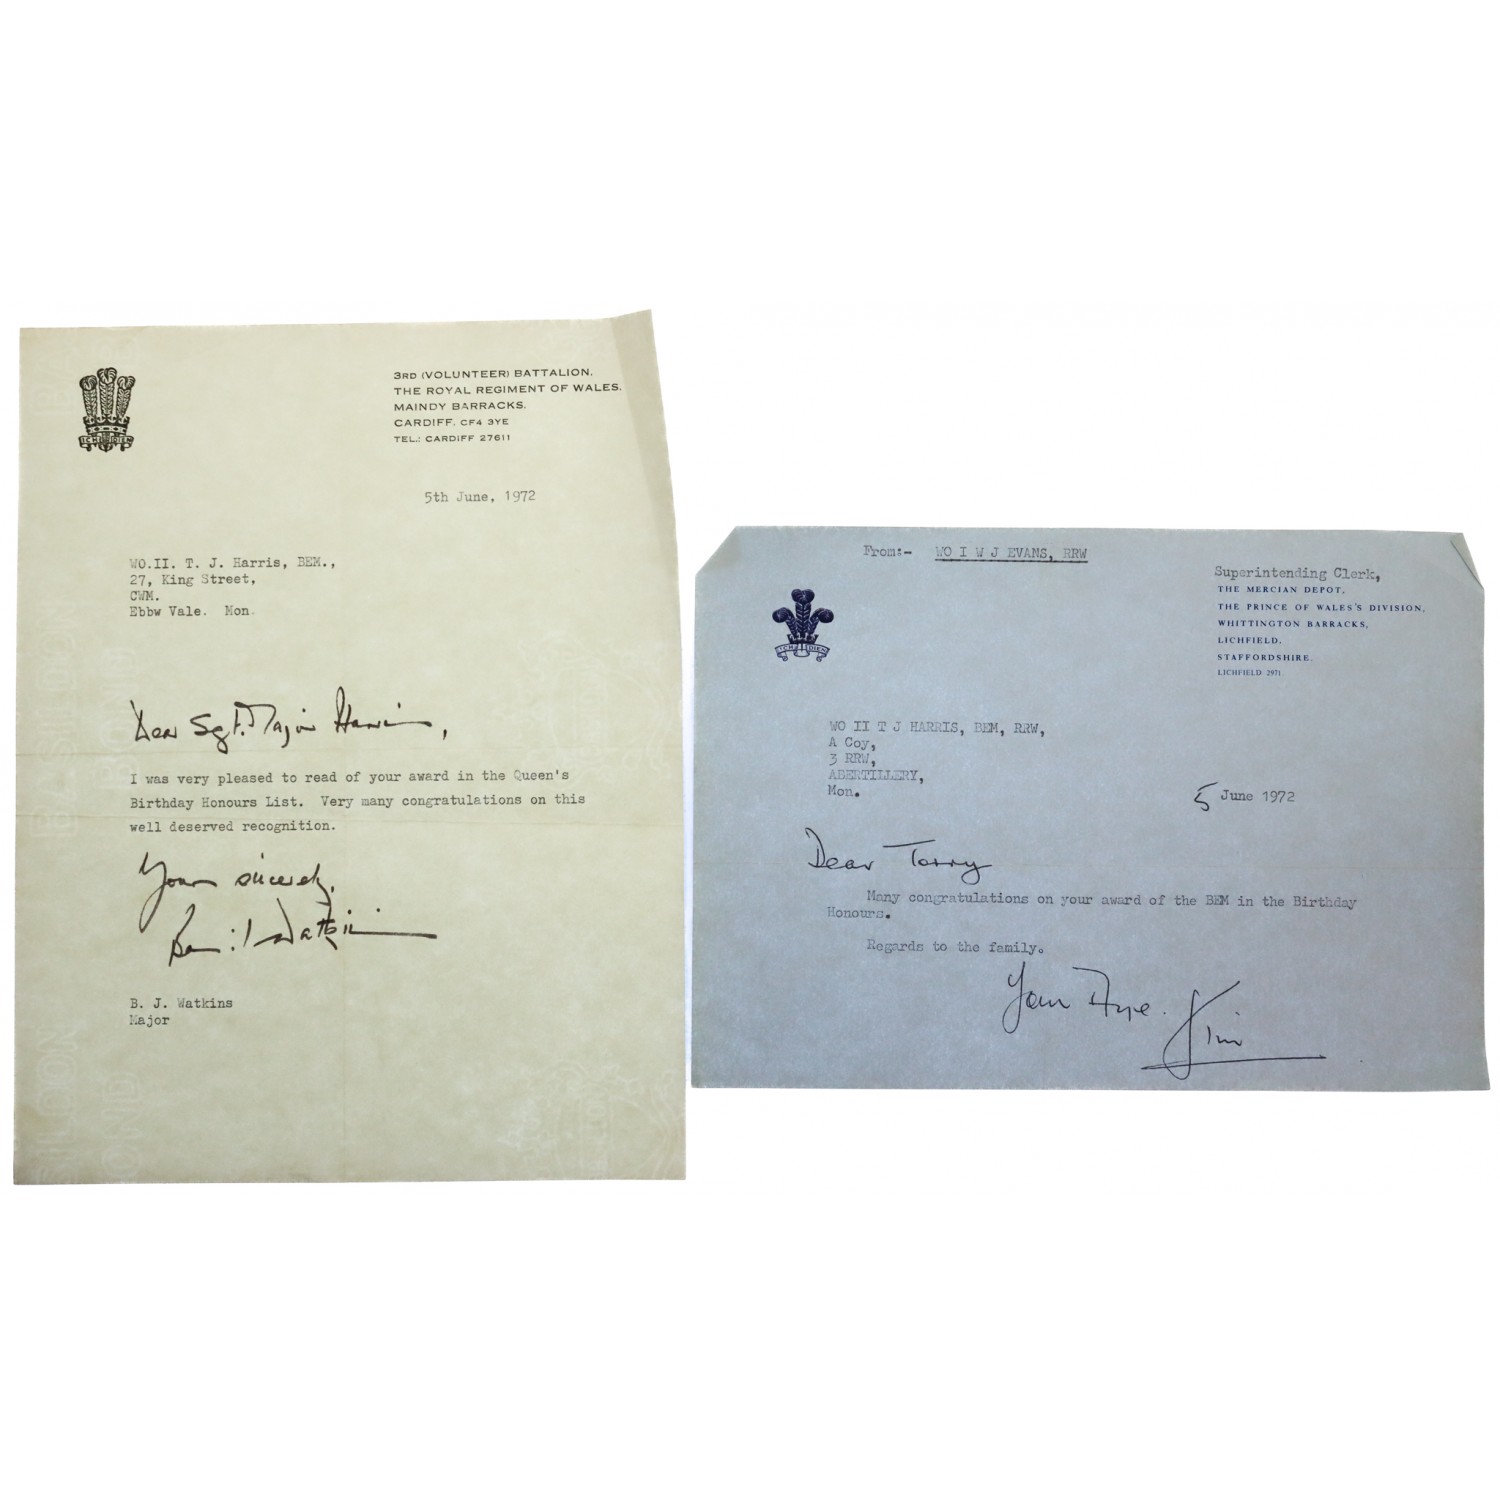 ICH DIEN
3RD (VOLUNTEER) BATTALION,
THE ROYAL REGIMENT OF WALES.
MAINDY BARRACKS.
CARDIFF. CF4 3YE
TEL.: CARDIFF 27611
5th June, 1972
WO.II. T. J. Harris, BEM.,
27, King Street,
CWM.
Ebbw Vale. Mon.
Dear Sgt. Major Harris,
I was very pleased to read of your award in the Queen's
Birthday Honours List. Very many congratulations on this
well deserved recognition.
Yours sincerely,
Watkins
B. J. Watkins
Major
From:- WO I W J EVANS, RRW
ICH DIEN
Superintending Clerk,
THE MERCIAN DEPOT,
THE PRINCE OF WALES'S DIVISION,
WHITTINGTON BARRACKS,
LICHFIELD,
STAFFORDSHIRE.
LICHFIELD 2971
WO II T J HARRIS, BEM, RRW,
A Coy,
3 RRW,
ABERTILLERY,
Mon.
5 June 1972
Dear Terry
Many congratulations on your award of the BEM in the Birthday
Honours.
Regards to the family.
Yours Aye.